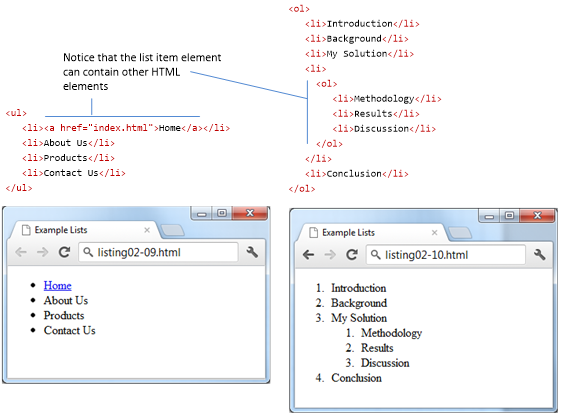 Notice that the list item element
can contain other HTML
elements
<ul>
<li><a href="index.html">Home</a></li>
<li>About Us</li>
<li>Products</li>
<li>Contact Us</li>
</ul>
<ol>
<li>Introduction</li>
<li>Background</li>
<li>My Solution</li>
<li>
<ol>
<li>Methodology</li>
<li>Results</li>
<li>Discussion</li>
</ol>
</li>
<li>Conclusion</li>
</ol>
Example Lists
listing02-09.html
• Home
• About Us
• Products
• Contact Us
Example Lists
listing02-10.html
1. Introduction
2. Background
3. My Solution
1. Methodology
2. Results
3. Discussion
4. Conclusion